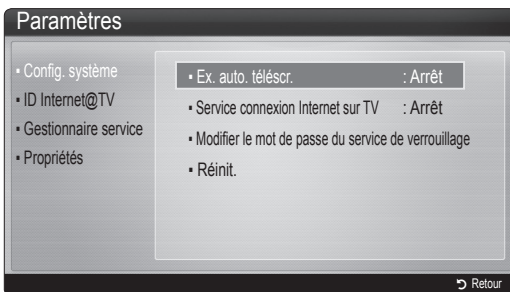 Paramètres
▪ Config. système
▪ ID Internet@TV
▪ Gestionnaire service
▪ Propriétés
▪ Ex. auto. téléscr. : Arrêt
▪ Service connexion Internet sur TV : Arrêt
▪ Modifier le mot de passe du service de verrouillage
▪ Réinit.
Retour